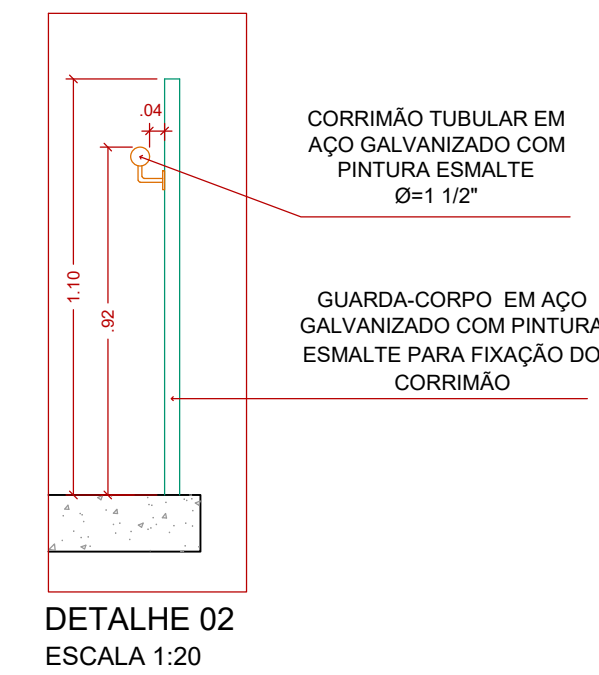 .04
CORRIMÃO TUBULAR EM
AÇO GALVANIZADO COM
PINTURA ESMALTE
Ø=1 1/2"
1.10
.92
GUARDA-CORPO EM AÇO
GALVANIZADO COM PINTURA
ESMALTE PARA FIXAÇÃO DO
CORRIMÃO
DETALHE 02
ESCALA 1:20